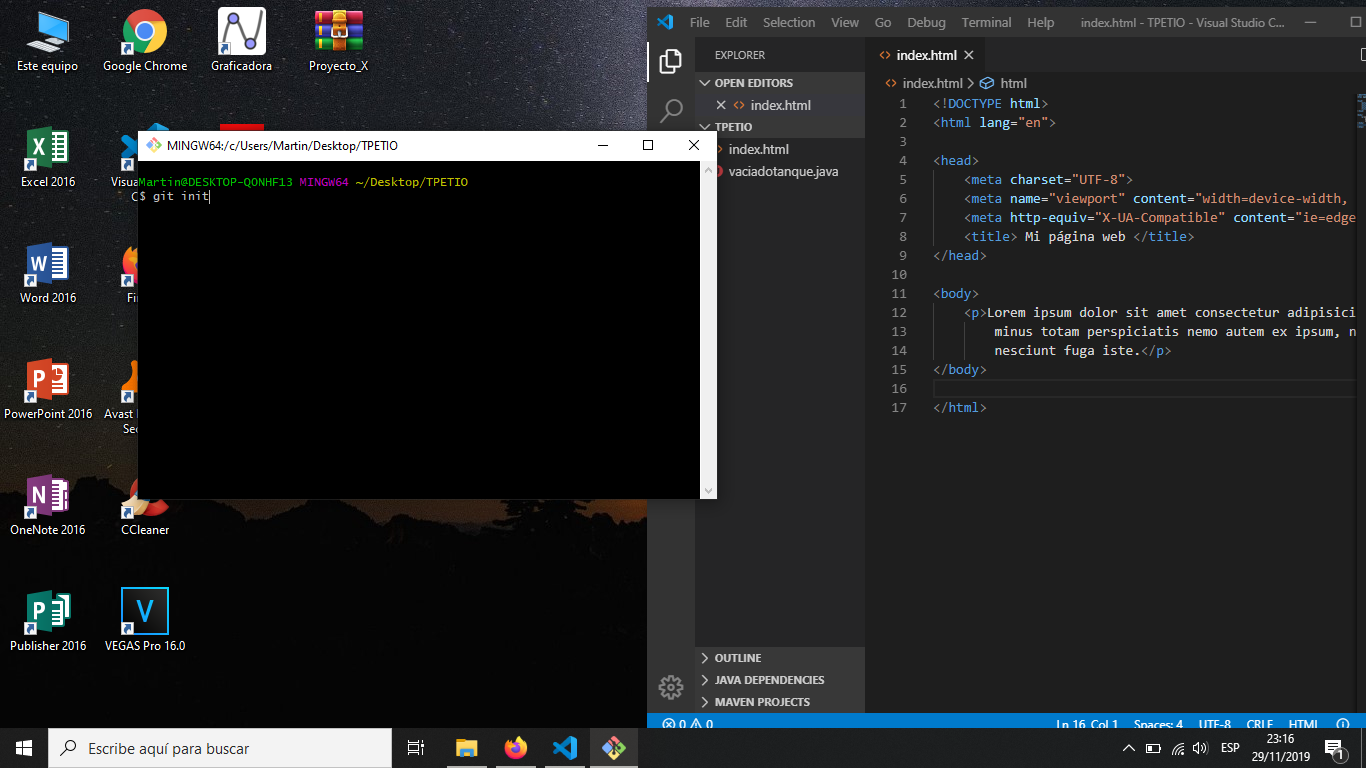 Este equipo
Google Chrome
Graficadora
Proyecto_X
Excel 2016
Visua
C
Word 2016
Fir
PowerPoint 2016
Avast
Sec
OneNote 2016
CCleaner
Publisher 2016
VEGAS Pro 16.0
MINGW64:/c/Users/Martin/Desktop/TPETIO
Martin@DESKTOP-Q0NHF13 MINGW64 ~/Desktop/TPETIO
$ git init
File Edit Selection View Go Debug Terminal Help index.html - TPETIO - Visual Studio C...
EXPLORER
OPEN EDITORS
index.html
TPETIO
index.html
vaciadotanque.java
OUTLINE
JAVA DEPENDENCIES
MAVEN PROJECTS
index.html
index.html > html
1 <!DOCTYPE html>
2 <html lang="en">
3
4 <head>
5 <meta charset="UTF-8">
6 <meta name="viewport" content="width=device-width,
7 <meta http-equiv="X-UA-Compatible" content="ie=edge
8 <title> Mi página web </title>
9 </head>
10
11 <body>
12 <p>Lorem ipsum dolor sit amet consectetur adipisici
13 minus totam perspiciatis nemo autem ex ipsum, n
14 nesciunt fuga iste.</p>
15 </body>
16
17 </html>
0 0 Ln 16, Col 1 Spaces: 4 UTF-8 CRLF HTML
Escribe aquí para buscar
ESP
23:16
29/11/2019
1